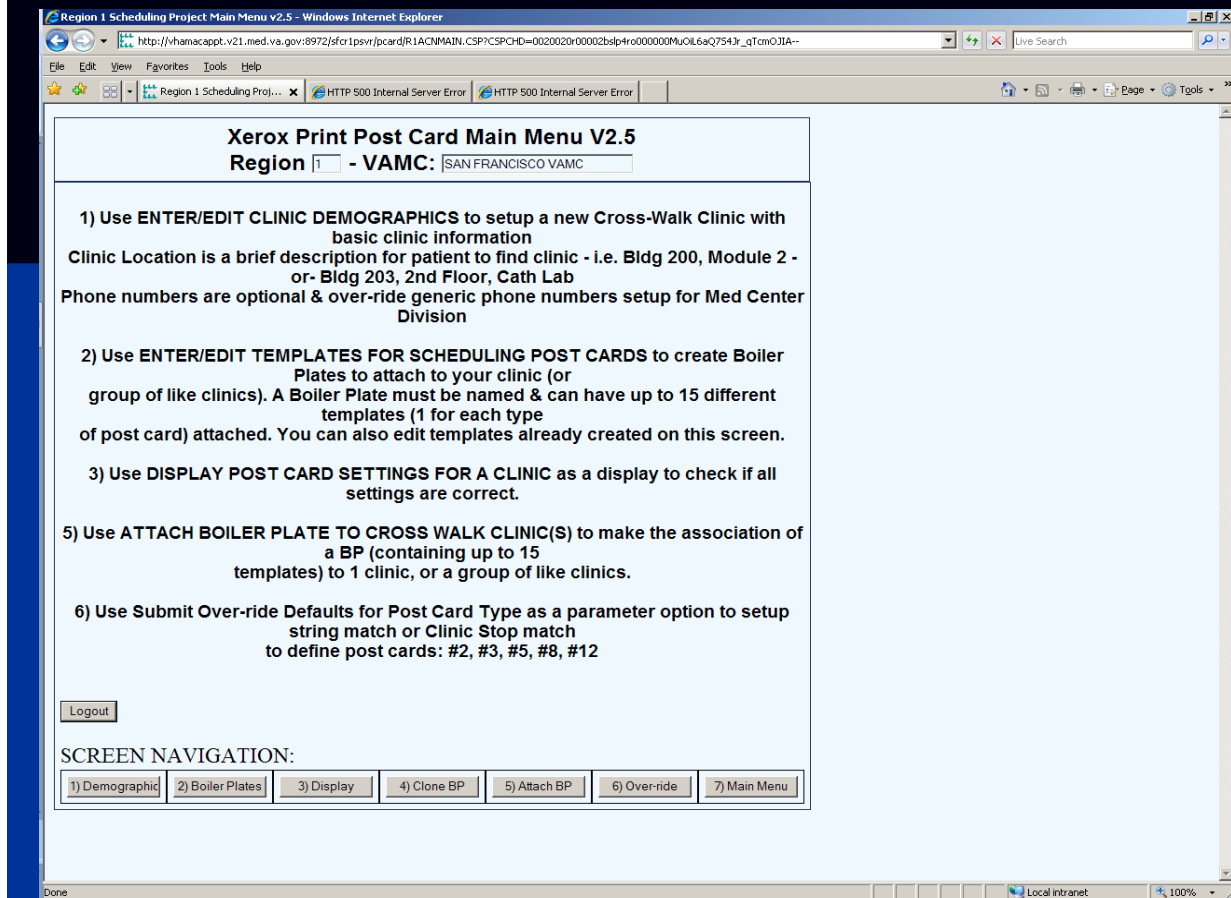 Region 1 Scheduling Project Main Menu v2.5 - Windows Internet Explorer
http://vhamacappt.v21.med.va.gov:8972/sfcr1psvr/pcard/R1ACNMAIN.CSP?CSPCHD=0020020r00002bslp4ro000000MuOiL6aQ7S4Jr_qTcmOJIA--
Live Search
File Edit View Favorites Tools Help
Region 1 Scheduling Proj... HTTP 500 Internal Server Error HTTP 500 Internal Server Error Page Tools
Xerox Print Post Card Main Menu V2.5
Region 1 - VAMC: SAN FRANCISCO VAMC
1) Use ENTER/EDIT CLINIC DEMOGRAPHICS to setup a new Cross-Walk Clinic with
basic clinic information
Clinic Location is a brief description for patient to find clinic - i.e. Bldg 200, Module 2 -
or- Bldg 203, 2nd Floor, Cath Lab
Phone numbers are optional & over-ride generic phone numbers setup for Med Center
Division
2) Use ENTER/EDIT TEMPLATES FOR SCHEDULING POST CARDS to create Boiler
Plates to attach to your clinic (or
group of like clinics). A Boiler Plate must be named & can have up to 15 different
templates (1 for each type
of post card) attached. You can also edit templates already created on this screen.
3) Use DISPLAY POST CARD SETTINGS FOR A CLINIC as a display to check if all
settings are correct.
5) Use ATTACH BOILER PLATE TO CROSS WALK CLINIC(S) to make the association of
a BP (containing up to 15
templates) to 1 clinic, or a group of like clinics.
6) Use Submit Over-ride Defaults for Post Card Type as a parameter option to setup
string match or Clinic Stop match
to define post cards: #2, #3, #5, #8, #12
Logout
SCREEN NAVIGATION:
1) Demographic 2) Boiler Plates 3) Display 4) Clone BP 5) Attach BP 6) Over-ride 7) Main Menu
Done Local intranet 100%